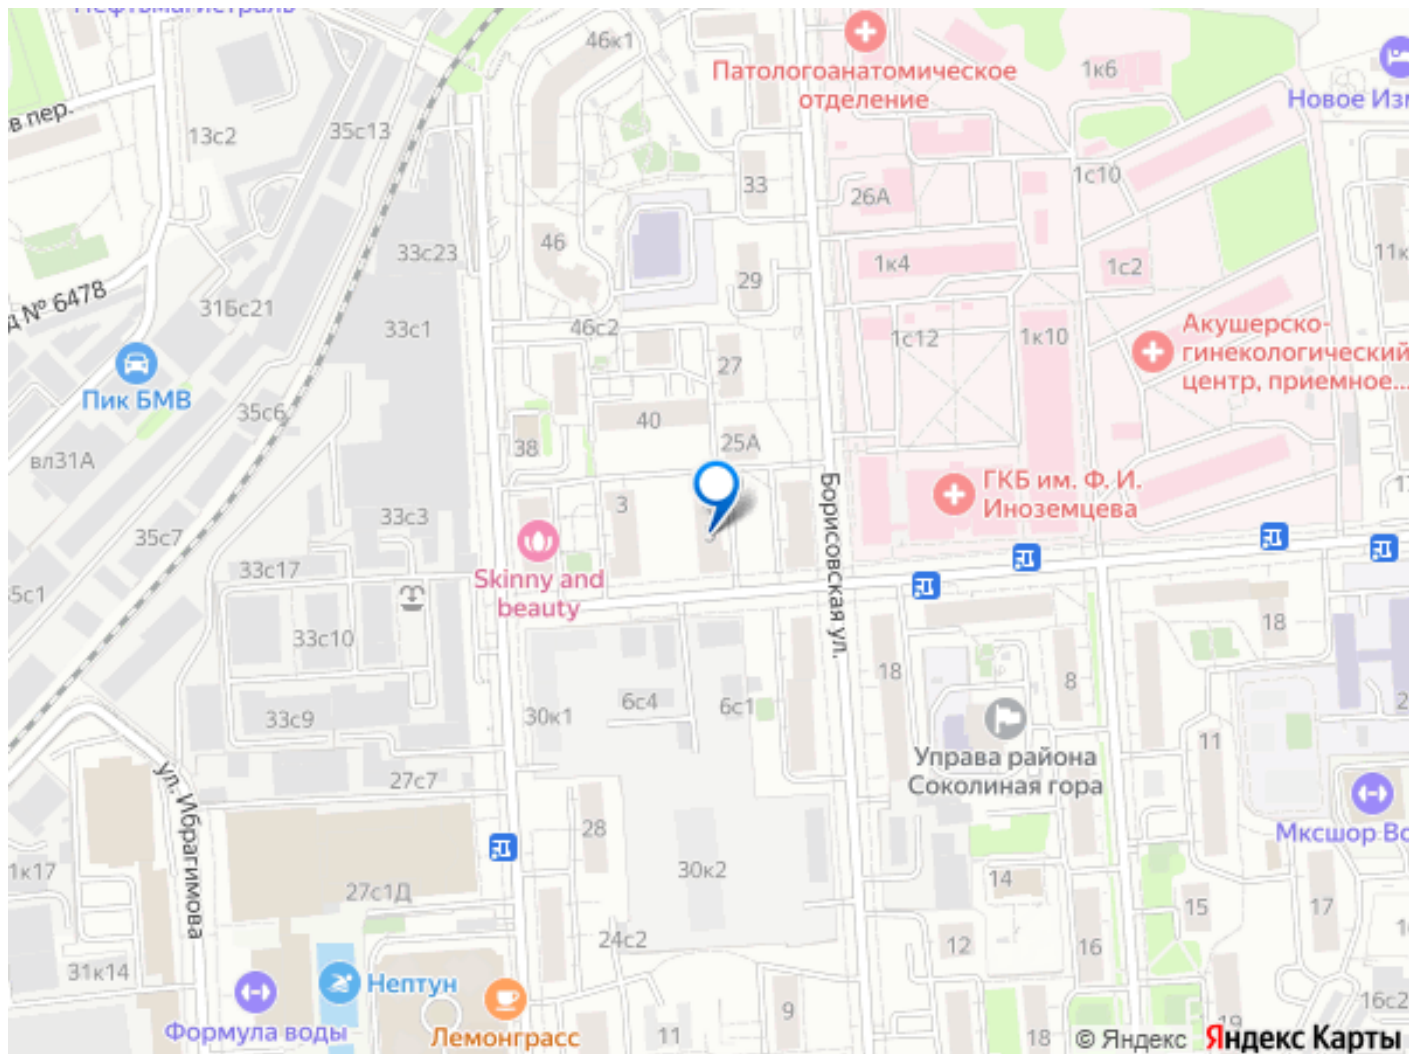 Нефтьмагистраль
46к1
Патологоанатомическое
отделение
1к6
Новое Изм
в пер.
13с2
35с13
33
26А
1с10
46
33с23
29
1к4
1с2
11к
д № 6478
31Бс21
33с1
46с2
27
1с12
1к10
Акушерско-
гинекологический
центр, приемное...
Пик БМВ
35с6
40
25А
38
вл31А
3
5
33с3
35с7
ГКБ им. Ф. И.
Иноземцева
Борисовская ул.
33с17
Skinny and
beauty
5с1
33с10
18
18
8
6с4
6с1
30к1
33с9
11
Управа района
Соколиная гора
27с7
ул. Ибрагимова
28
Мксшор Во
1к17
30к2
27с1Д
14
15
17
24с2
12
16
31к14
Нептун
Формула воды
Лемонграсс
11
9
18
19
16с2
© Яндекс
Яндекс Карты